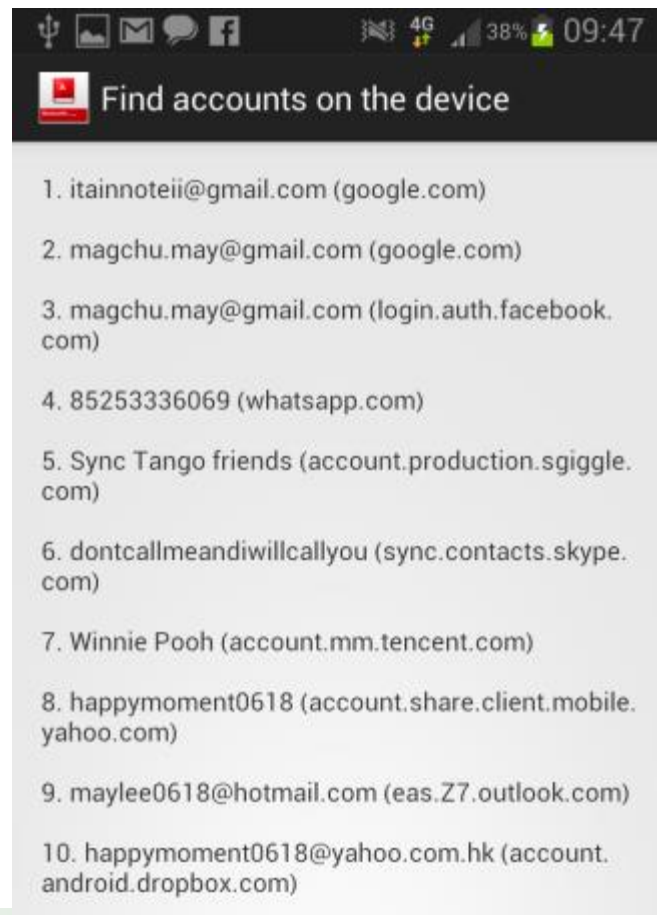 4G 38% 09:47
Find accounts on the device
1. itainnoteii@gmail.com (google.com)
2. magchu.may@gmail.com (google.com)
3. magchu.may@gmail.com (login.auth.facebook.
com)
4. 85253336069 (whatsapp.com)
5. Sync Tango friends (account.production.sgiggle.
com)
6. dontcallmeandiwillcallyou (sync.contacts.skype.
com)
7. Winnie Pooh (account.mm.tencent.com)
8. happymoment0618 (account.share.client.mobile.
yahoo.com)
9. maylee0618@hotmail.com (eas.Z7.outlook.com)
10. happymoment0618@yahoo.com.hk (account.
android.dropbox.com)